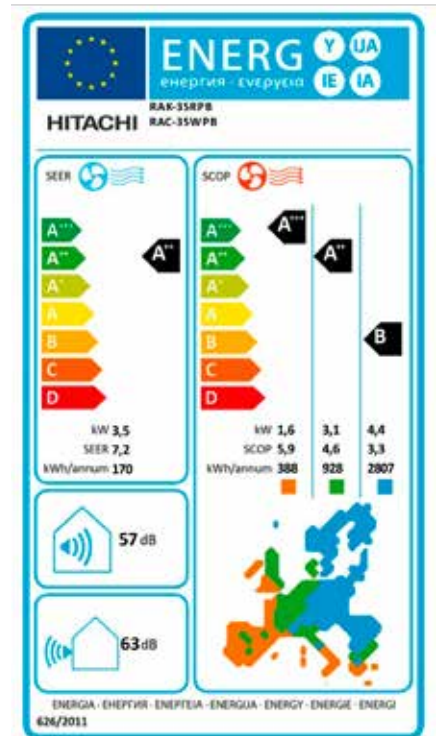 ENERG
енергия · ενεργεια
Y UA
IE IA
HITACHI
RAK-35RPB
RAC-35WPB
SEER
A+++
A++
A+
A
B
C
D
A++
kW 3,5
SEER 7,2
kWh/annum 170
SCOP
A+++
A++
A+
A
B
C
D
A+++
A++
B
kW 1,6 3,1 4,4
SCOP 5,9 4,6 3,3
kWh/annum 388 928 2807
57 dB
63 dB
ENERGIA · ЕНЕРГИЯ · ΕΝΕΡΓΕΙΑ · ENERGIJA · ENERGY · ENERGIE · ENERGI
626/2011